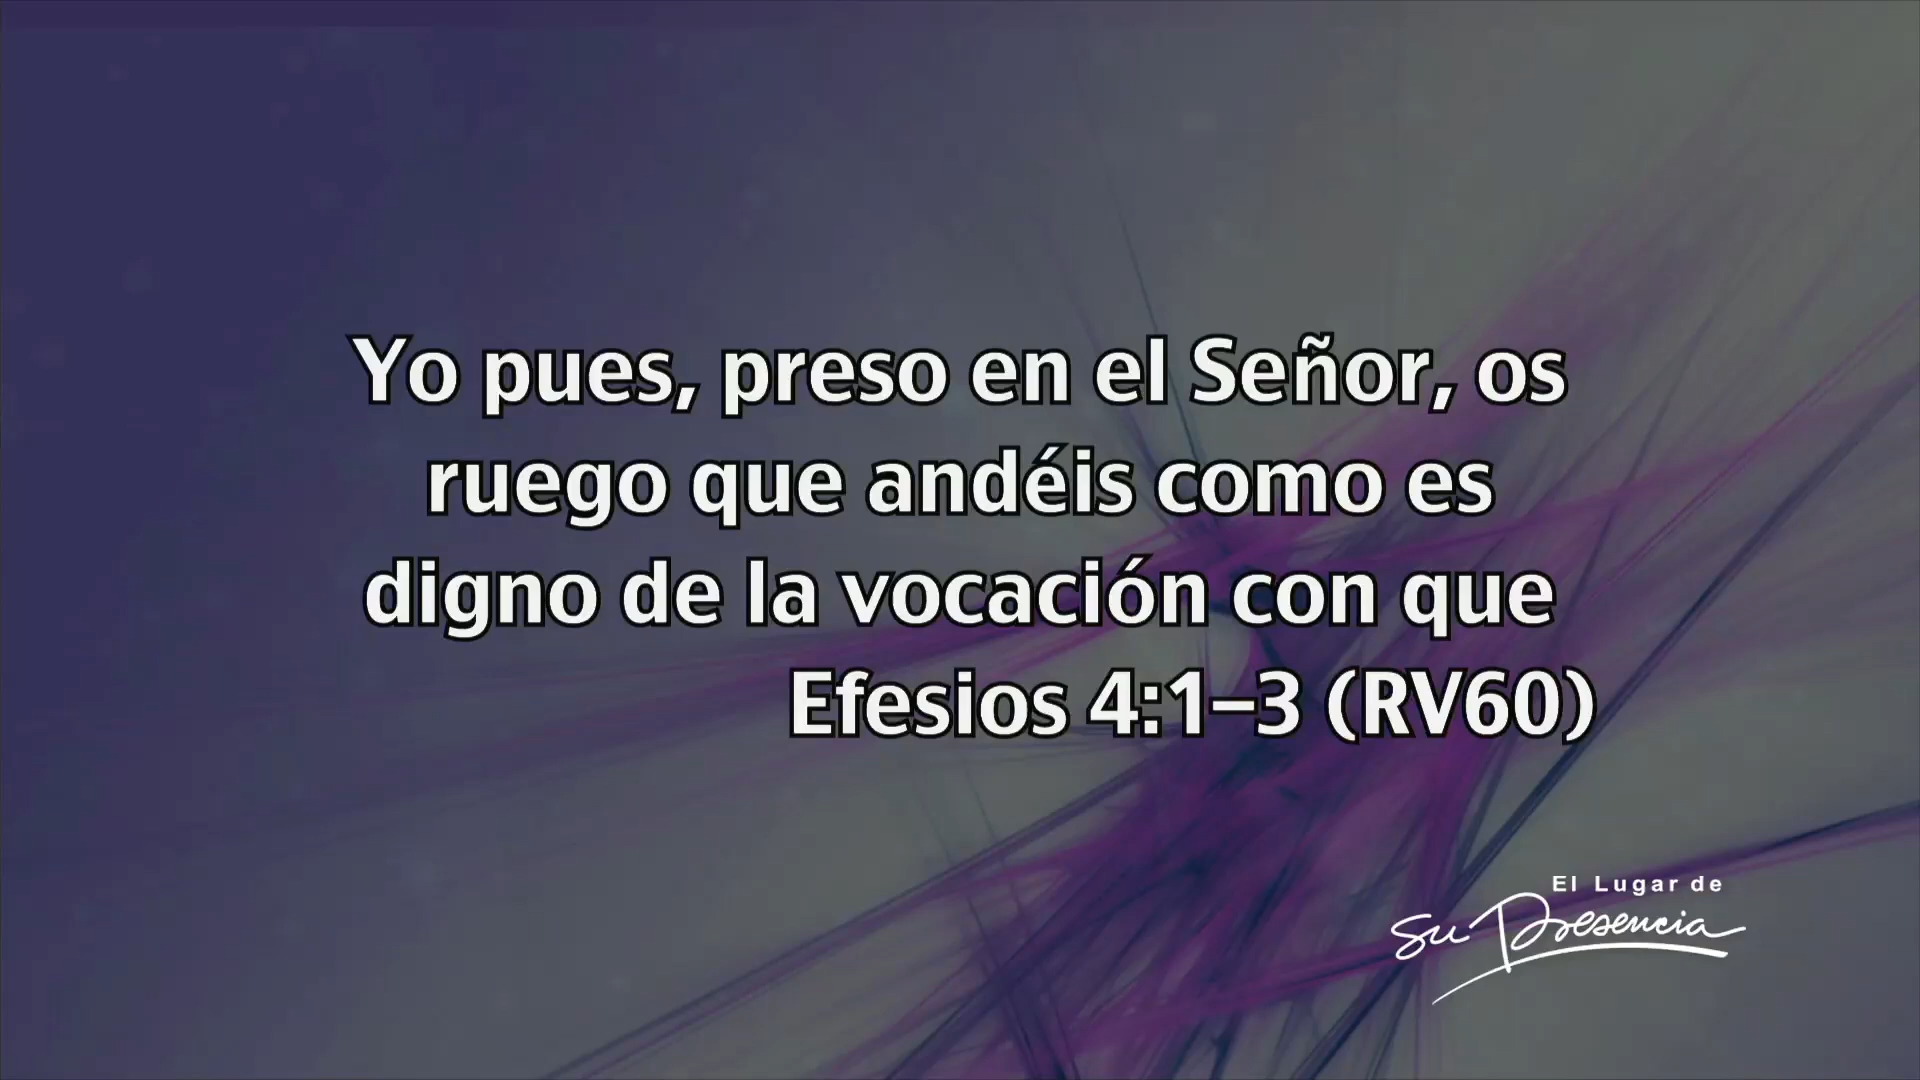 Yo pues, preso en el Señor, os
ruego que andéis como es
digno de la vocación con que
Efesios 4:1–3 (RV60)
El Lugar de
Su Presencia